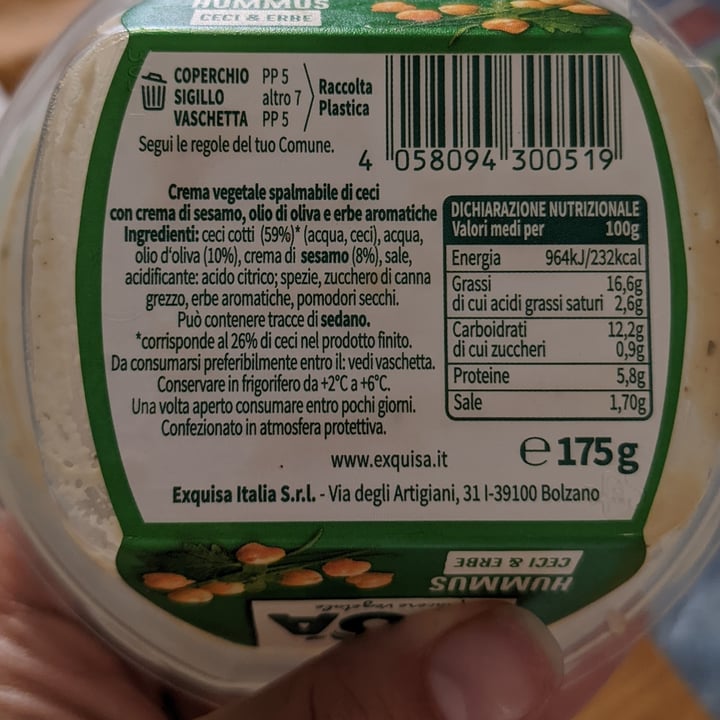 HUMMUS
CECI & ERBE
COPERCHIO PP 5
SIGILLO altro 7
VASCHETTA PP 5
Raccolta
Plastica
Segui le regole del tuo Comune.
4 058094 300519
Crema vegetale spalmabile di ceci
con crema di sesamo, olio di oliva e erbe aromatiche
Ingredienti: ceci cotti (59%)* (acqua, ceci), acqua,
olio d'oliva (10%), crema di sesamo (8%), sale,
acidificante: acido citrico; spezie, zucchero di canna
grezzo, erbe aromatiche, pomodori secchi.
Può contenere tracce di sedano.
*corrisponde al 26% di ceci nel prodotto finito.
Da consumarsi preferibilmente entro il: vedi vaschetta.
Conservare in frigorifero da +2°C a +6°C.
Una volta aperto consumare entro pochi giorni.
Confezionato in atmosfera protettiva.
DICHIARAZIONE NUTRIZIONALE
Valori medi per 100g
Energia 964kJ/232kcal
Grassi 16,6g
di cui acidi grassi saturi 2,6g
Carboidrati 12,2g
di cui zuccheri 0,9g
Proteine 5,8g
Sale 1,70g
www.exquisa.it
℮ 175g
Exquisa Italia S.r.l. - Via degli Artigiani, 31 I-39100 Bolzano
HUMMUS
CECI & ERBE